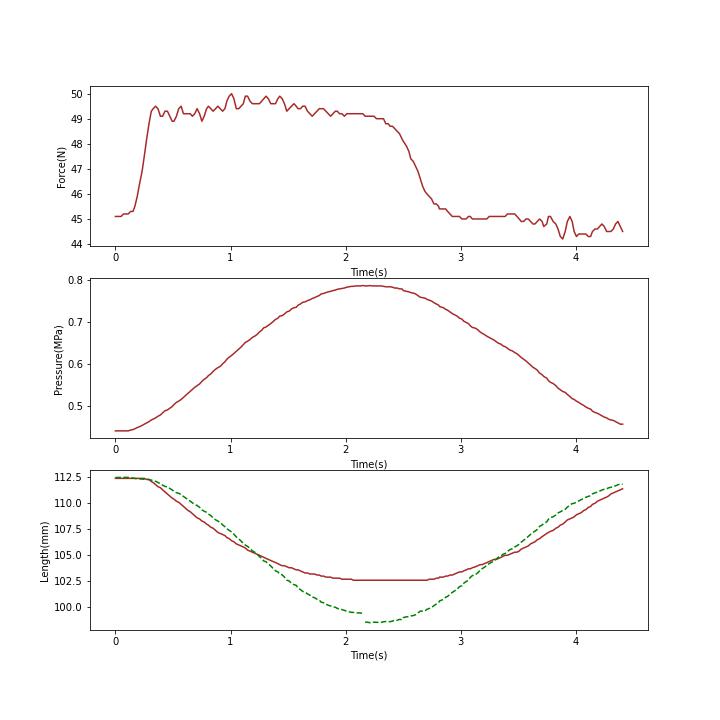 50
49
48
47
46
45
44
Force(N)
0 1 2 3 4
Time(s)
0.8
0.7
0.6
0.5
Pressure(MPa)
0 1 2 3 4
Time(s)
112.5
110.0
107.5
105.0
102.5
100.0
Length(mm)
0 1 2 3 4
Time(s)